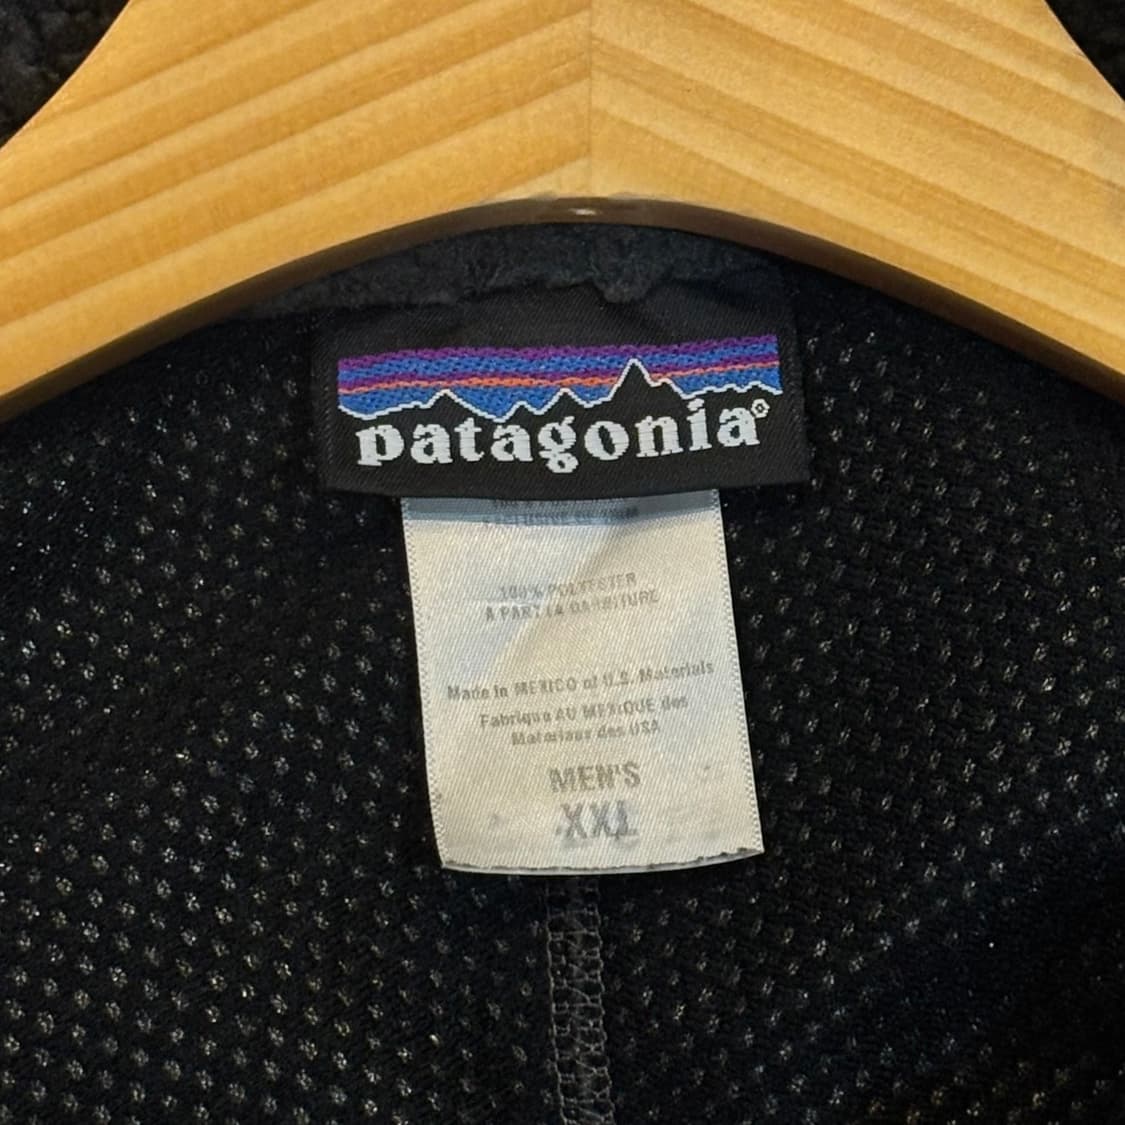 patagonia®
100% POLYESTER
À PART LA GARNITURE
Made in MEXICO of U.S. Materials
Fabriqué AU MEXIQUE des
Materiaux des USA
MEN'S
XXL